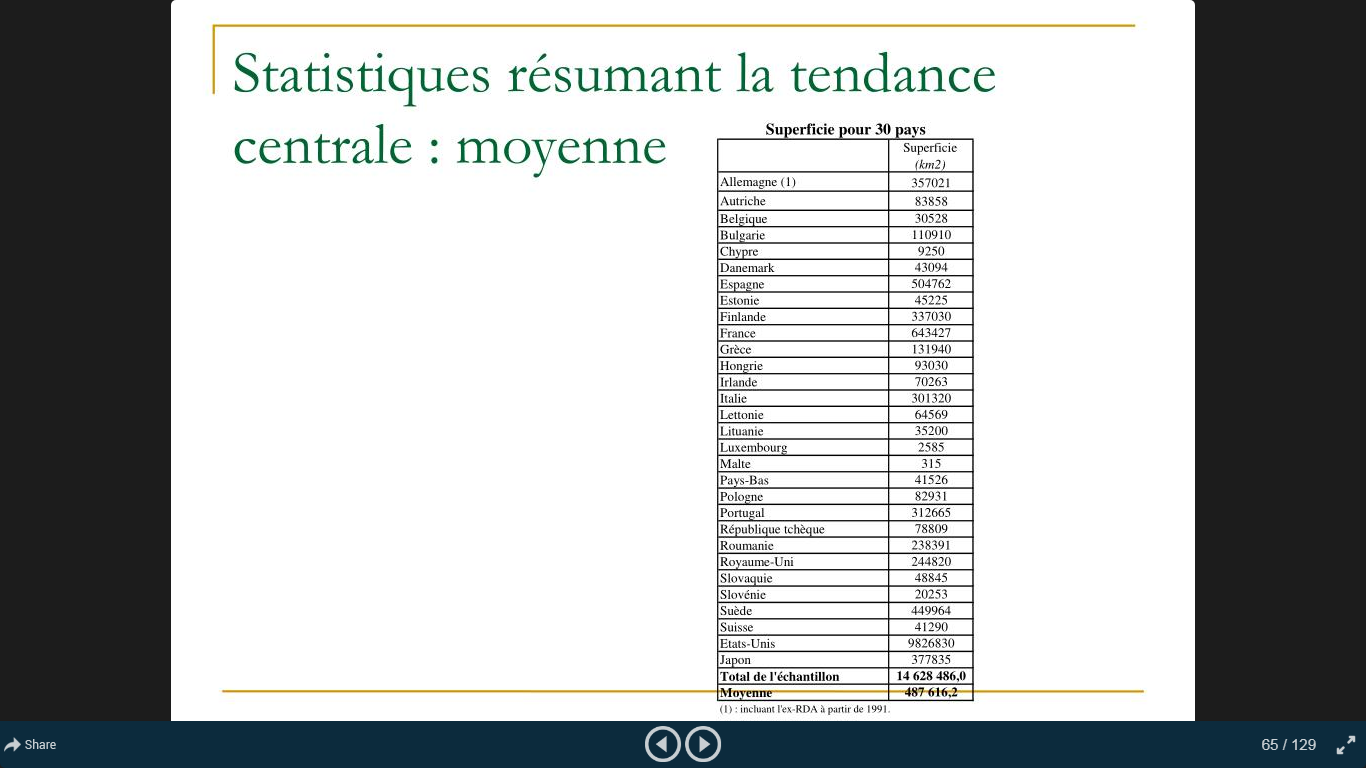 Statistiques résumant la tendance
centrale : moyenne
Superficie pour 30 pays
Superficie
(km2)
Allemagne (1) 357021
Autriche 83858
Belgique 30528
Bulgarie 110910
Chypre 9250
Danemark 43094
Espagne 504762
Estonie 45225
Finlande 337030
France 643427
Grèce 131940
Hongrie 93030
Irlande 70263
Italie 301320
Lettonie 64569
Lituanie 35200
Luxembourg 2585
Malte 315
Pays-Bas 41526
Pologne 82931
Portugal 312665
République tchèque 78809
Roumanie 238391
Royaume-Uni 244820
Slovaquie 48845
Slovénie 20253
Suède 449964
Suisse 41290
Etats-Unis 9826830
Japon 377835
Total de l'échantillon 14 628 486,0
Moyenne 487 616,2
(1) : incluant l'ex-RDA à partir de 1991.
Share 65 / 129